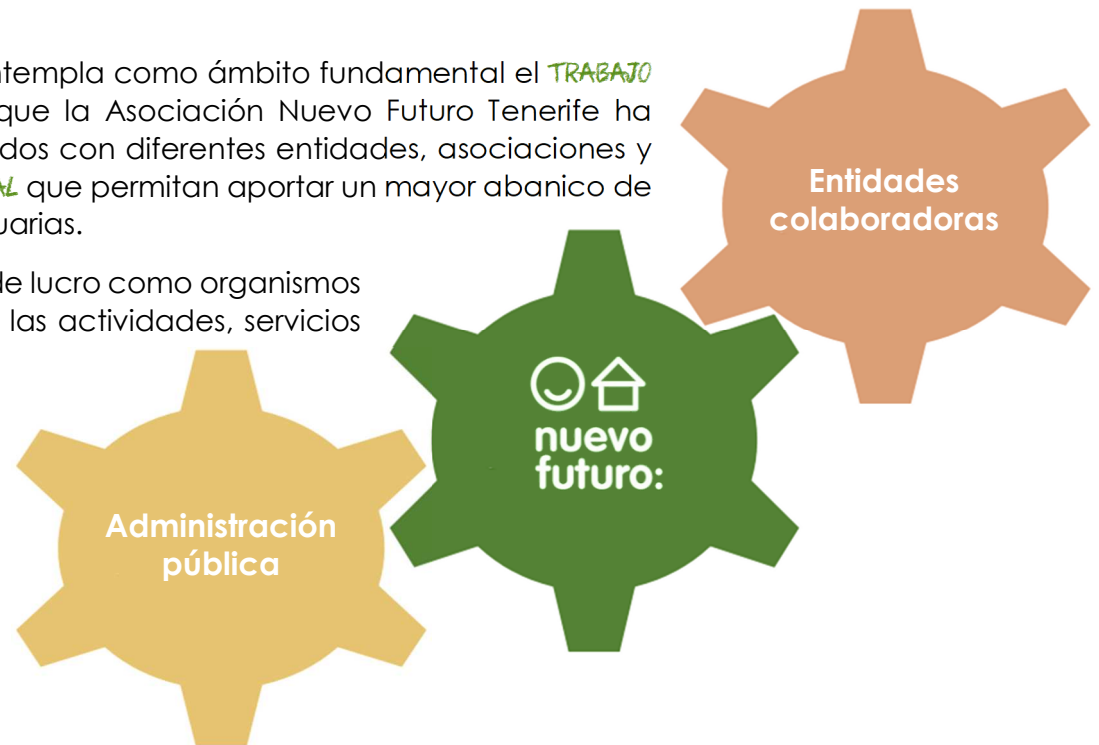 ntempla como ámbito fundamental el TRABAJO
que la Asociación Nuevo Futuro Tenerife ha
dos con diferentes entidades, asociaciones y
AL que permitan aportar un mayor abanico de
uarias.
de lucro como organismos
las actividades, servicios
Entidades
colaboradoras
nuevo
futuro:
Administración
pública